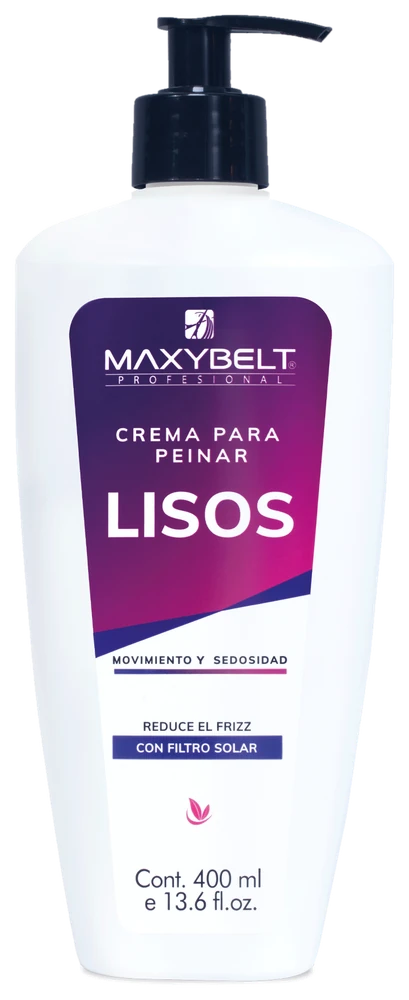 MAXYBELT®
PROFESIONAL
CREMA PARA
PEINAR
LISOS
MOVIMIENTO Y SEDOSIDAD
REDUCE EL FRIZZ
CON FILTRO SOLAR
Cont. 400 ml
e 13.6 fl.oz.